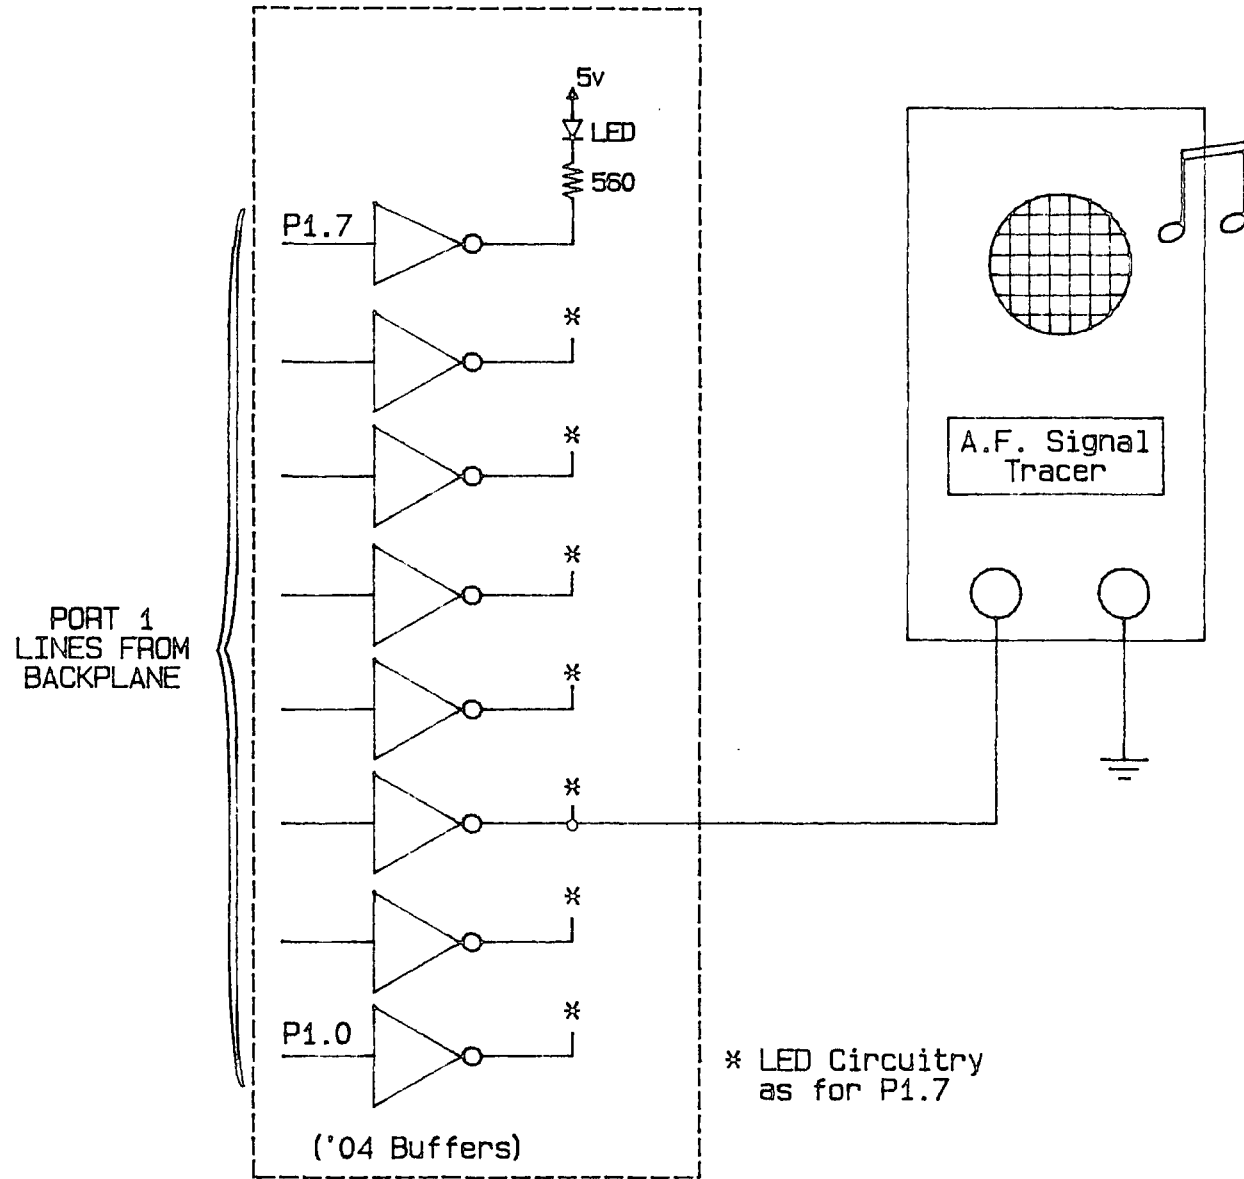 5v
LED
560
P1.7
✳
✳
✳
✳
✳
✳
✳
P1.0
('04 Buffers)
PORT 1
LINES FROM
BACKPLANE
A.F. Signal
Tracer
✳ LED Circuitry
as for P1.7